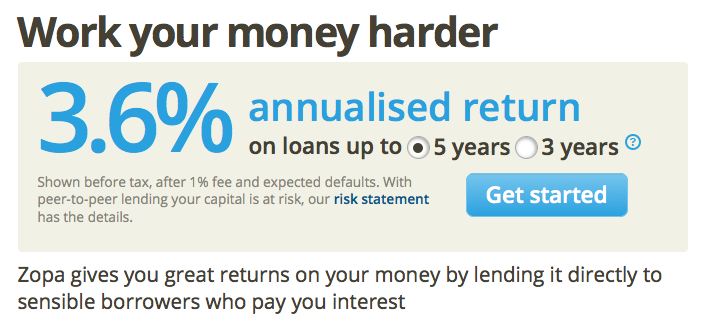 Work your money harder
3.6% annualised return
on loans up to 5 years 3 years ?
Shown before tax, after 1% fee and expected defaults. With
peer-to-peer lending your capital is at risk, our risk statement
has the details.
Get started
Zopa gives you great returns on your money by lending it directly to
sensible borrowers who pay you interest